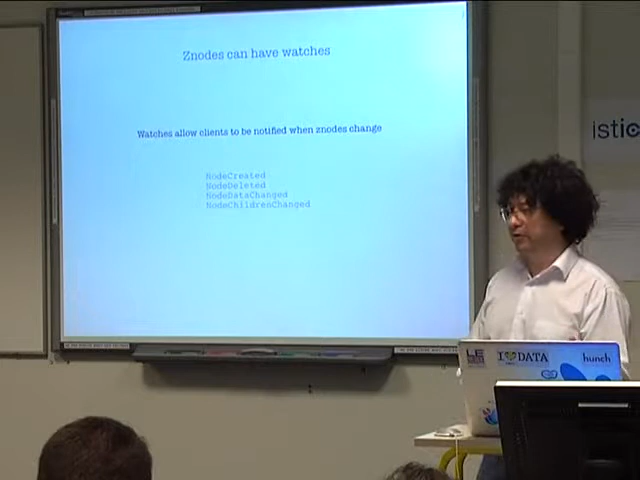 Znodes can have watches
Watches allow clients to be notified when znodes change
NodeCreated
NodeDeleted
NodeDataChanged
NodeChildrenChanged
istic
I DATA
hunch